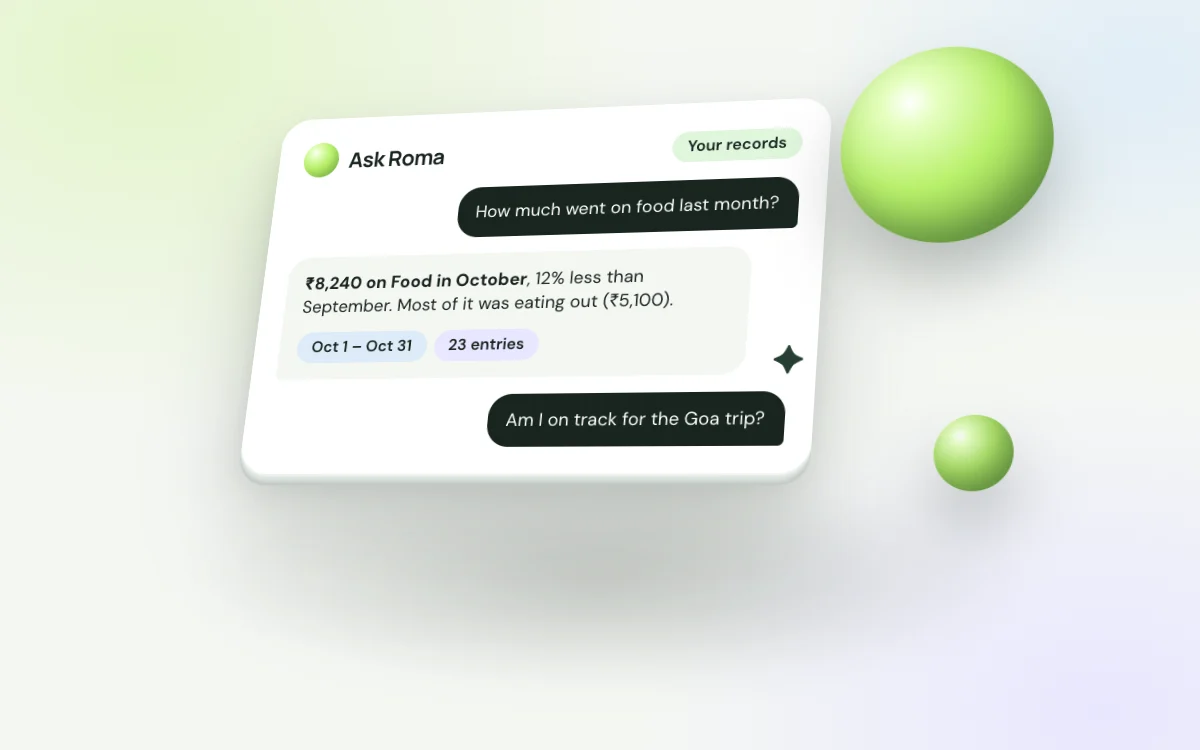 Ask Roma
Your records
How much went on food last month?
₹8,240 on Food in October, 12% less than
September. Most of it was eating out (₹5,100).
Oct 1 – Oct 31
23 entries
Am I on track for the Goa trip?